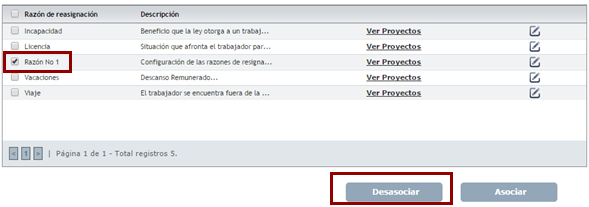 Razón de reasignación Descripción
Incapacidad Beneficio que la ley otorga a un trabaj... Ver Proyectos
Licencia Situación que afronta el trabajador par... Ver Proyectos
Razón No 1 Configuración de las razones de resigna... Ver Proyectos
Vacaciones Descanso Remunerado... Ver Proyectos
Viaje El trabajador se encuentra fuera de la ... Ver Proyectos
< 1 > | Página 1 de 1 - Total registros 5.
Desasociar Asociar